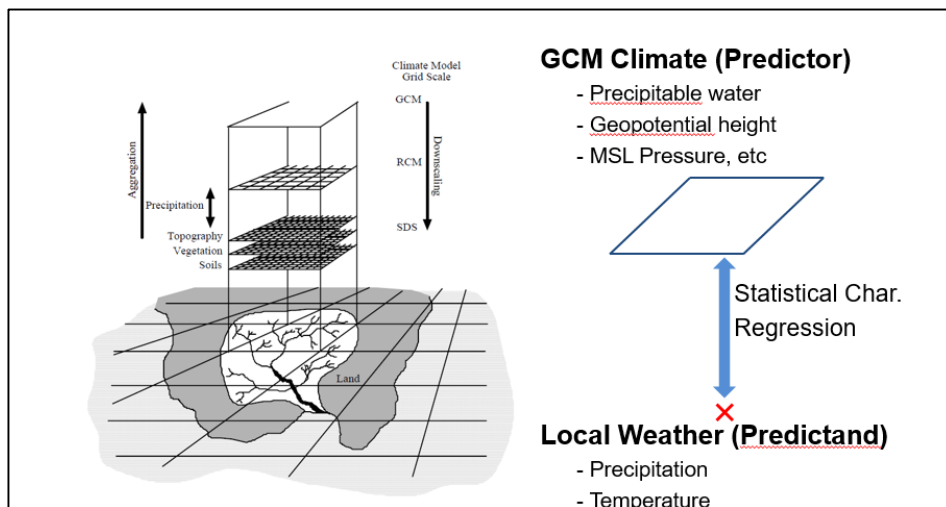 Climate Model
Grid Scale
GCM
Aggregation
Downscaling
RCM
Precipitation
SDS
Topography
Vegetation
Soils
Land
GCM Climate (Predictor)
- Precipitable water
- Geopotential height
- MSL Pressure, etc
Statistical Char.
Regression
Local Weather (Predictand)
- Precipitation
- Temperature